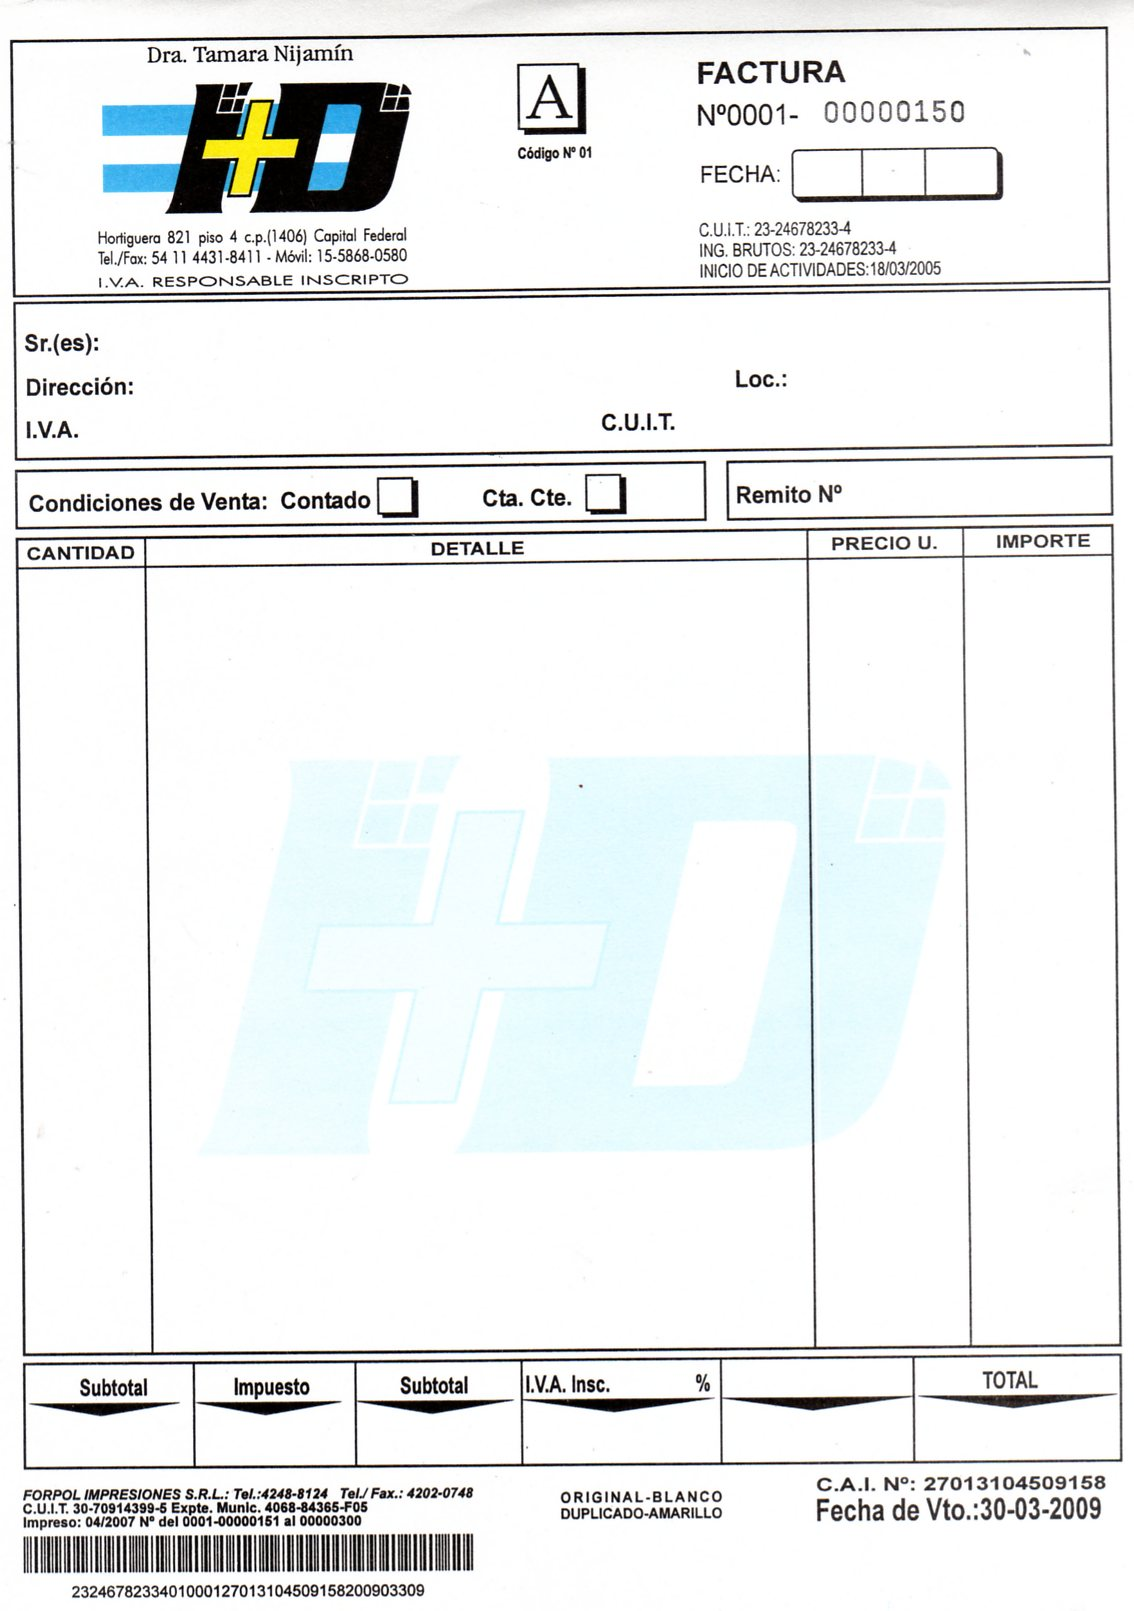 Dra. Tamara Nijamín
H+D
Hortiguera 821 piso 4 c.p.(1406) Capital Federal
Tel./Fax: 54 11 4431-8411 - Móvil: 15-5868-0580
I.V.A. RESPONSABLE INSCRIPTO
A
Código Nº 01
FACTURA
Nº0001- 00000150
FECHA:
C.U.I.T.: 23-24678233-4
ING. BRUTOS: 23-24678233-4
INICIO DE ACTIVIDADES:18/03/2005
Sr.(es):
Dirección: Loc.:
I.V.A. C.U.I.T.
Condiciones de Venta: Contado Cta. Cte. Remito Nº
CANTIDAD DETALLE PRECIO U. IMPORTE
H+D
Subtotal Impuesto Subtotal I.V.A. Insc. % TOTAL
FORPOL IMPRESIONES S.R.L.: Tel.:4248-8124 Tel./ Fax.: 4202-0748
C.U.I.T. 30-70914399-5 Expte. Munic. 4068-84365-F05
Impreso: 04/2007 Nº del 0001-00000151 al 00000300
2324678233401000127013104509158200903309
ORIGINAL-BLANCO
DUPLICADO-AMARILLO
C.A.I. Nº: 27013104509158
Fecha de Vto.:30-03-2009